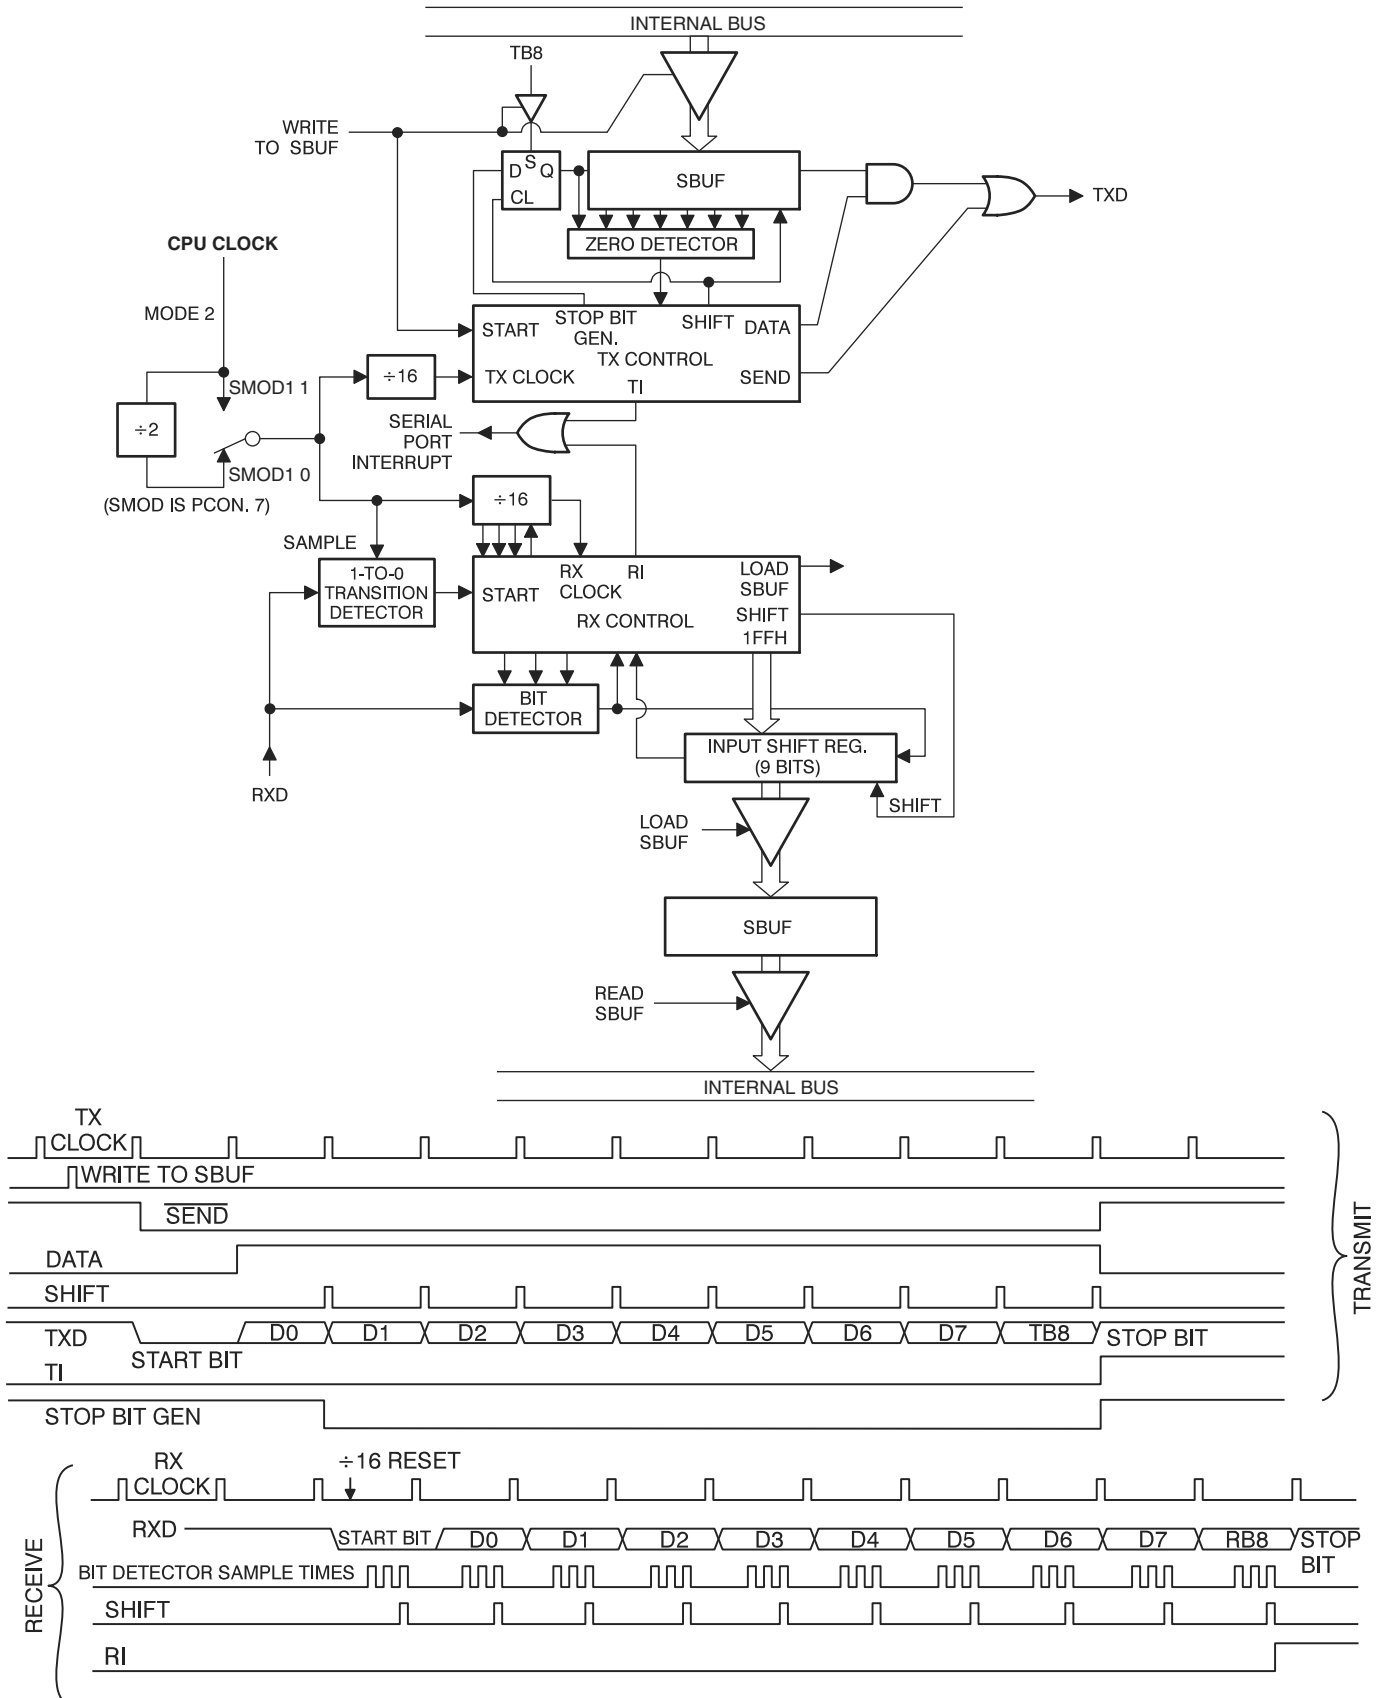 INTERNAL BUS
TB8
WRITE
TO SBUF
D S Q
CL
SBUF
TXD
ZERO DETECTOR
CPU CLOCK
MODE 2
START
STOP BIT
GEN.
SHIFT
DATA
TX CONTROL
÷16
TX CLOCK
SEND
TI
SMOD1 1
÷2
SERIAL
PORT
INTERRUPT
SMOD1 0
(SMOD IS PCON. 7)
÷16
SAMPLE
1-TO-0
TRANSITION
DETECTOR
START
RX
CLOCK
RI
LOAD
SBUF
SHIFT
RX CONTROL
1FFH
BIT
DETECTOR
INPUT SHIFT REG.
(9 BITS)
RXD
SHIFT
LOAD
SBUF
SBUF
READ
SBUF
INTERNAL BUS
TX
CLOCK
WRITE TO SBUF
S̅E̅N̅D̅
DATA
SHIFT
TXD
START BIT
D0 D1 D2 D3 D4 D5 D6 D7 TB8 STOP BIT
TI
STOP BIT GEN
TRANSMIT
RX
CLOCK
÷16 RESET
RXD
START BIT D0 D1 D2 D3 D4 D5 D6 D7 RB8 STOP
BIT
BIT DETECTOR SAMPLE TIMES
SHIFT
RI
RECEIVE